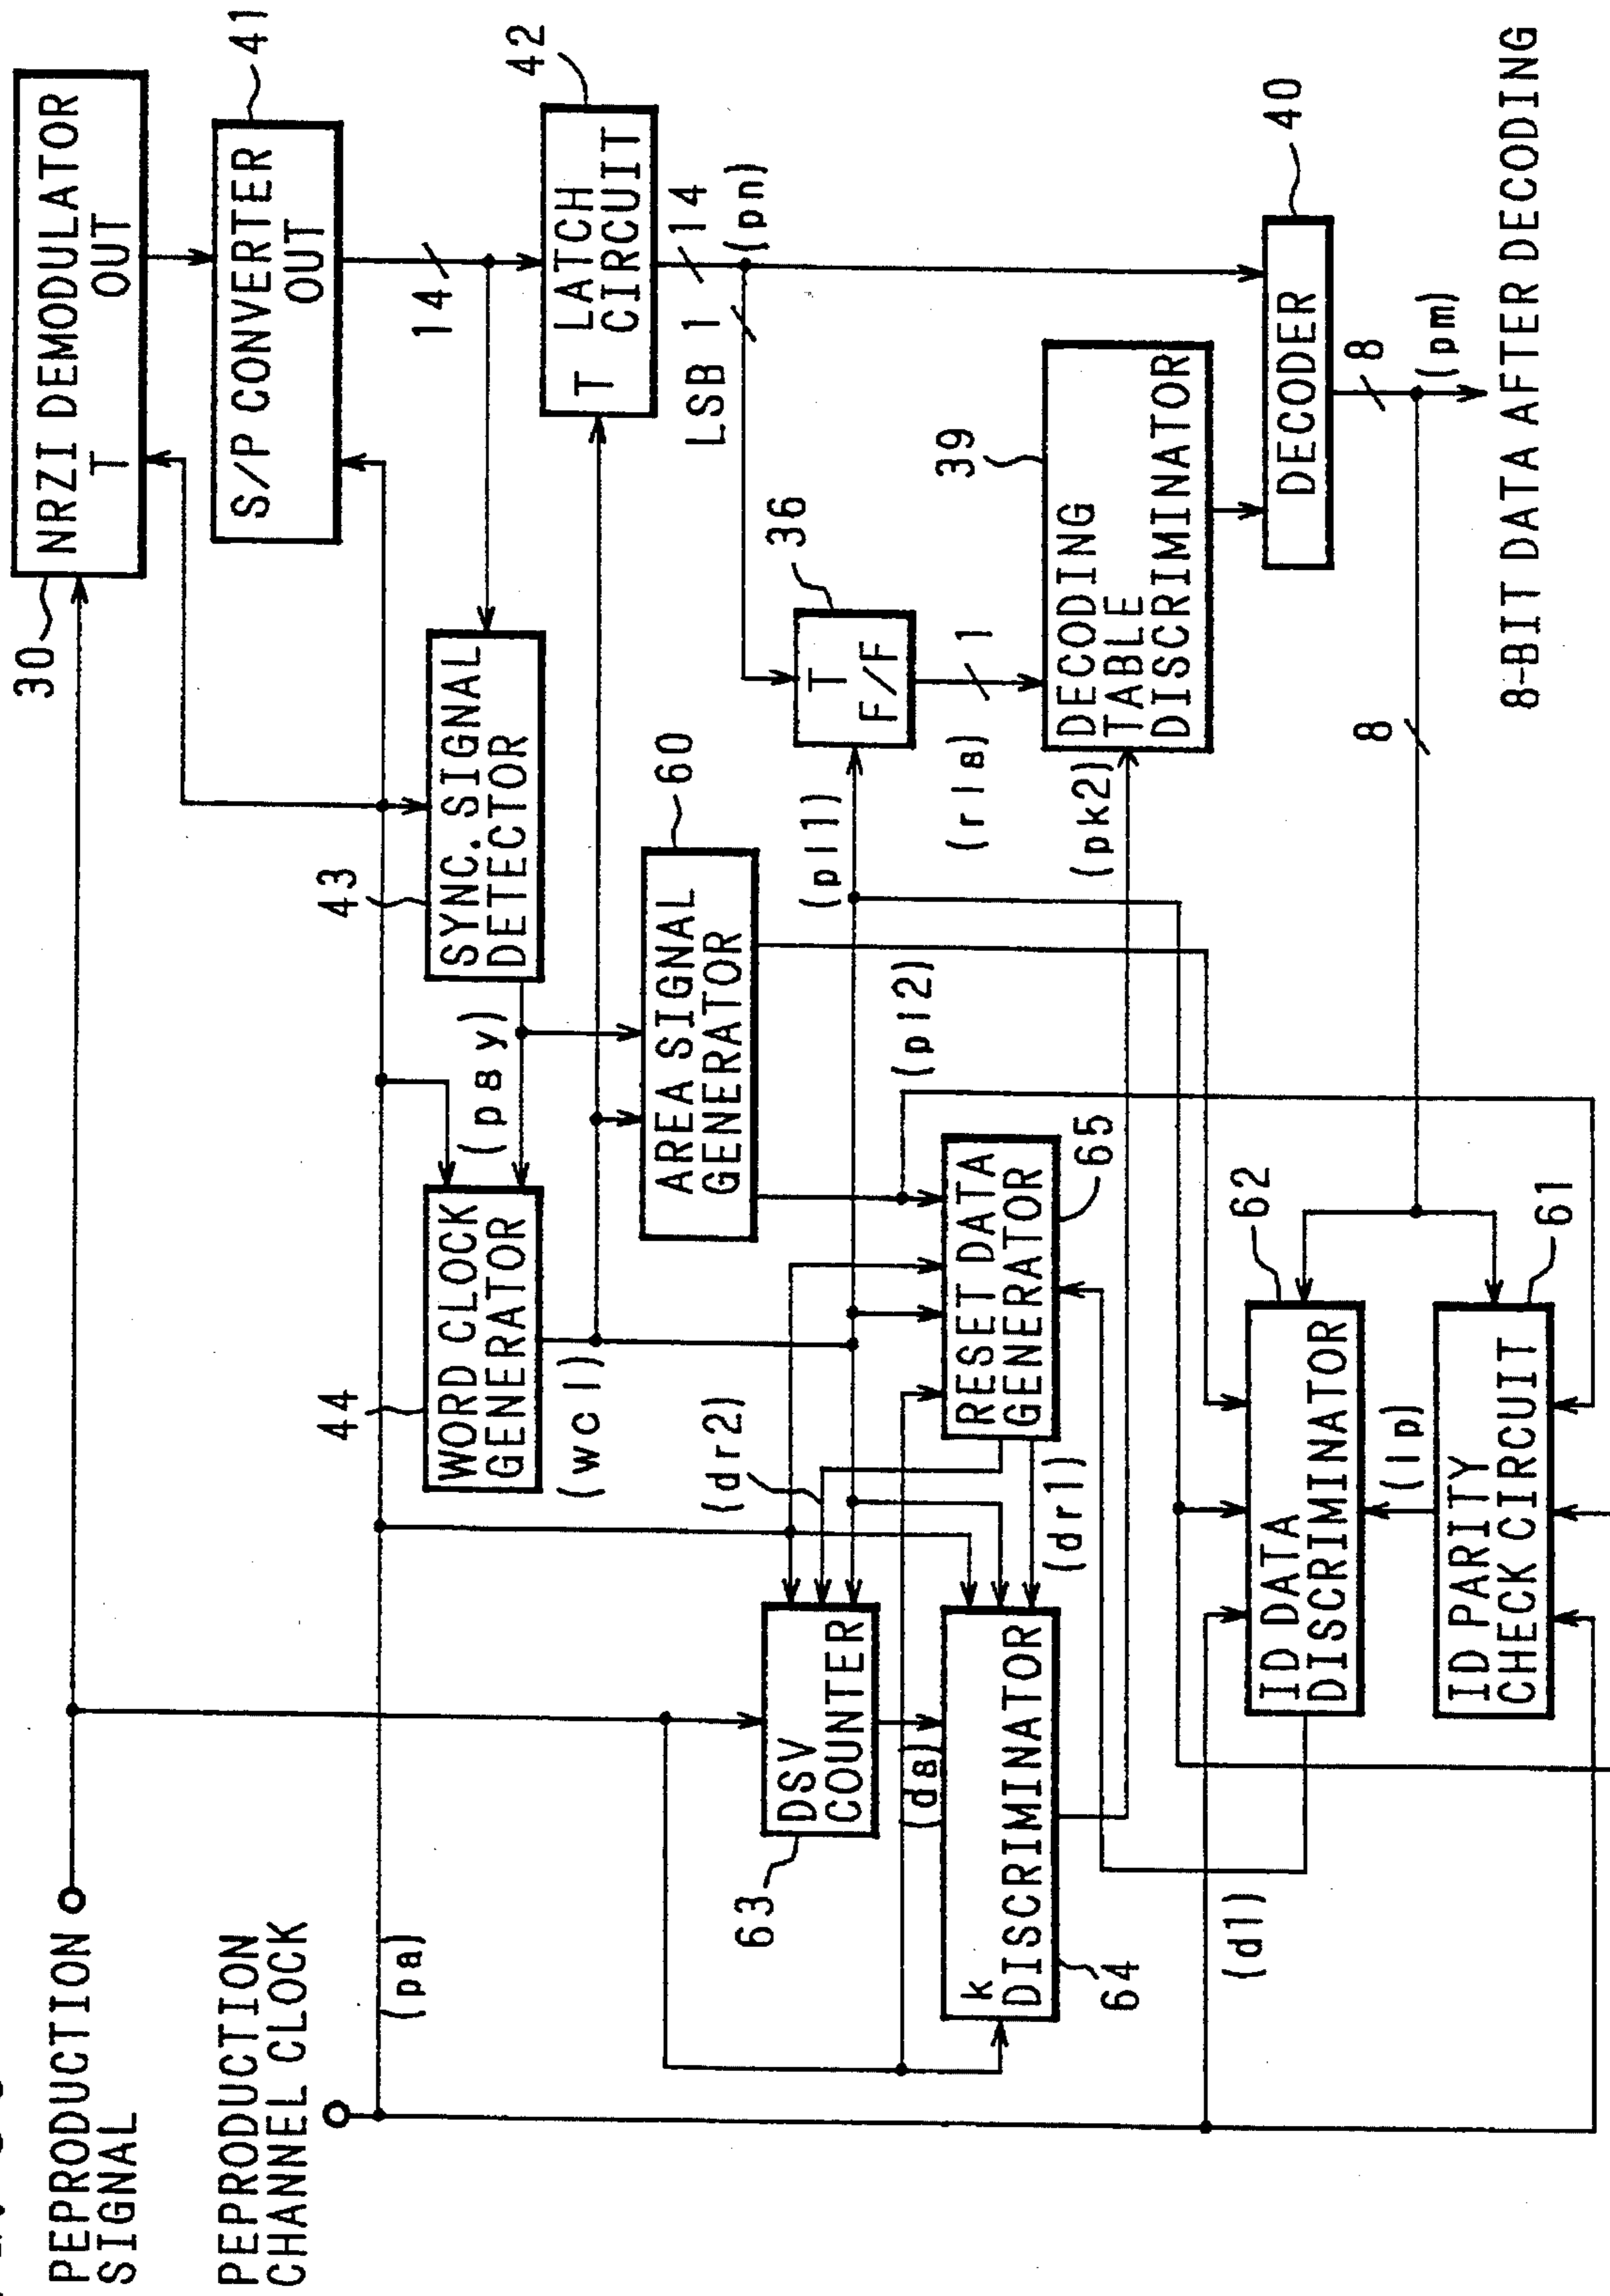 PEPRODUCTION
SIGNAL
PEPRODUCTION
CHANNEL CLOCK
(pa)
30
NRZI DEMODULATOR
T OUT
41
S/P CONVERTER
OUT
14
42
T LATCH
CIRCUIT
14
(pn)
LSB 1
43
SYNC. SIGNAL
DETECTOR
(psy)
44
WORD CLOCK
GENERATOR
(wcl)
60
AREA SIGNAL
GENERATOR
(pl1)
(pl2)
36
T
F/F
1
(rls)
(pk2)
39
DECODING
TABLE
DISCRIMINATOR
40
DECODER
8
(pm)
8-BIT DATA AFTER DECODING
8
63
DSV
COUNTER
(dr2)
(ds)
65
RESET DATA
GENERATOR
(dr1)
k
DISCRIMINATOR
64
(d1)
62
ID DATA
DISCRIMINATOR
(lp)
61
ID PARITY
CHECK CIRCUIT